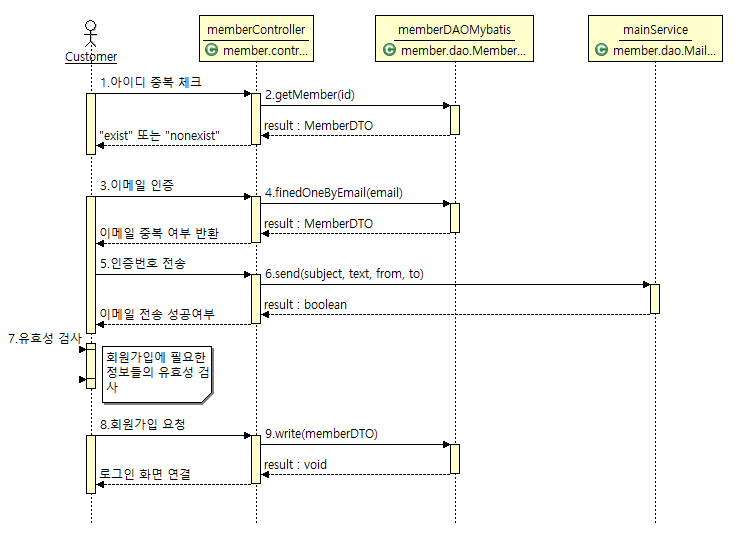 Customer
memberController
C member.contr...
memberDAOMybatis
C member.dao.Member...
mainService
C member.dao.Mail...
1.아이디 중복 체크
2.getMember(id)
result : MemberDTO
"exist" 또는 "nonexist"
3.이메일 인증
4.finedOneByEmail(email)
result : MemberDTO
이메일 중복 여부 반환
5.인증번호 전송
6.send(subject, text, from, to)
result : boolean
이메일 전송 성공여부
7.유효성 검사
회원가입에 필요한
정보들의 유효성 검
사
8.회원가입 요청
9.write(memberDTO)
result : void
로그인 화면 연결